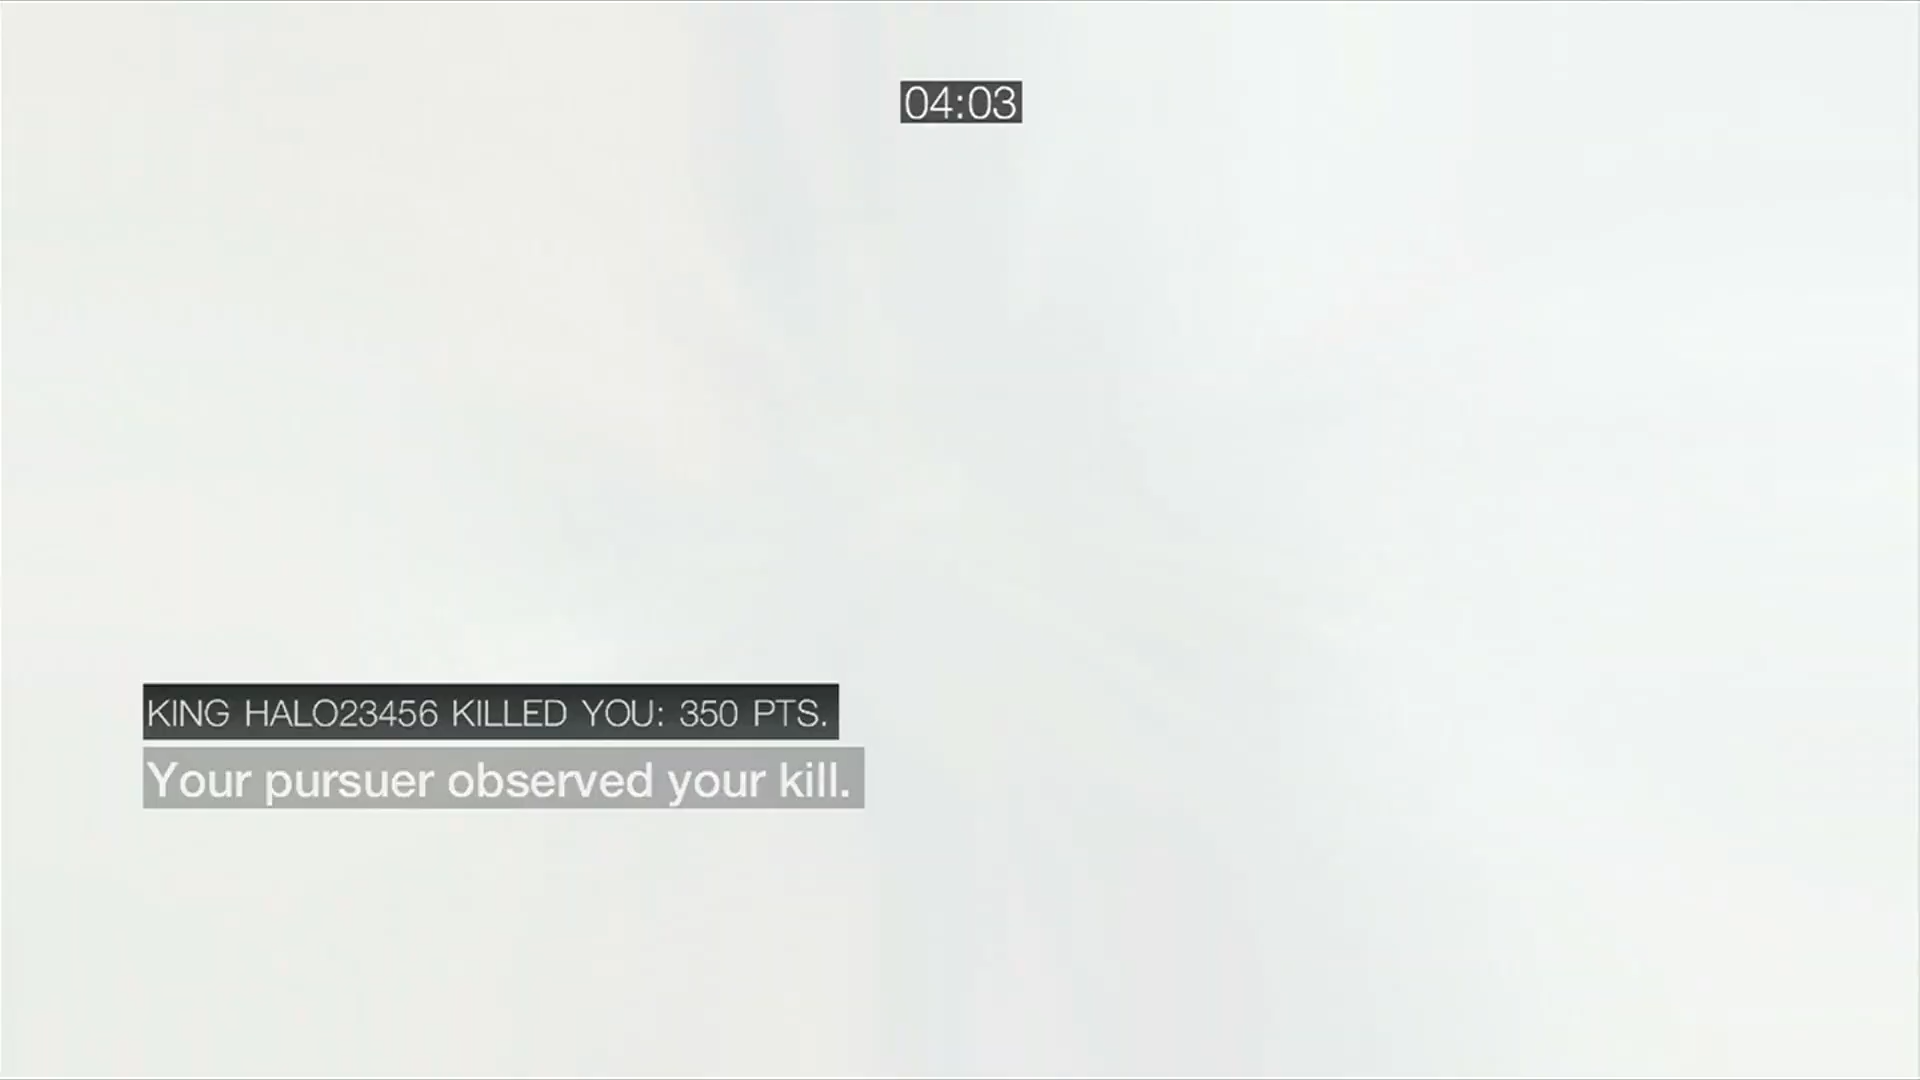 04:03
KING HALO23456 KILLED YOU: 350 PTS.
Your pursuer observed your kill.